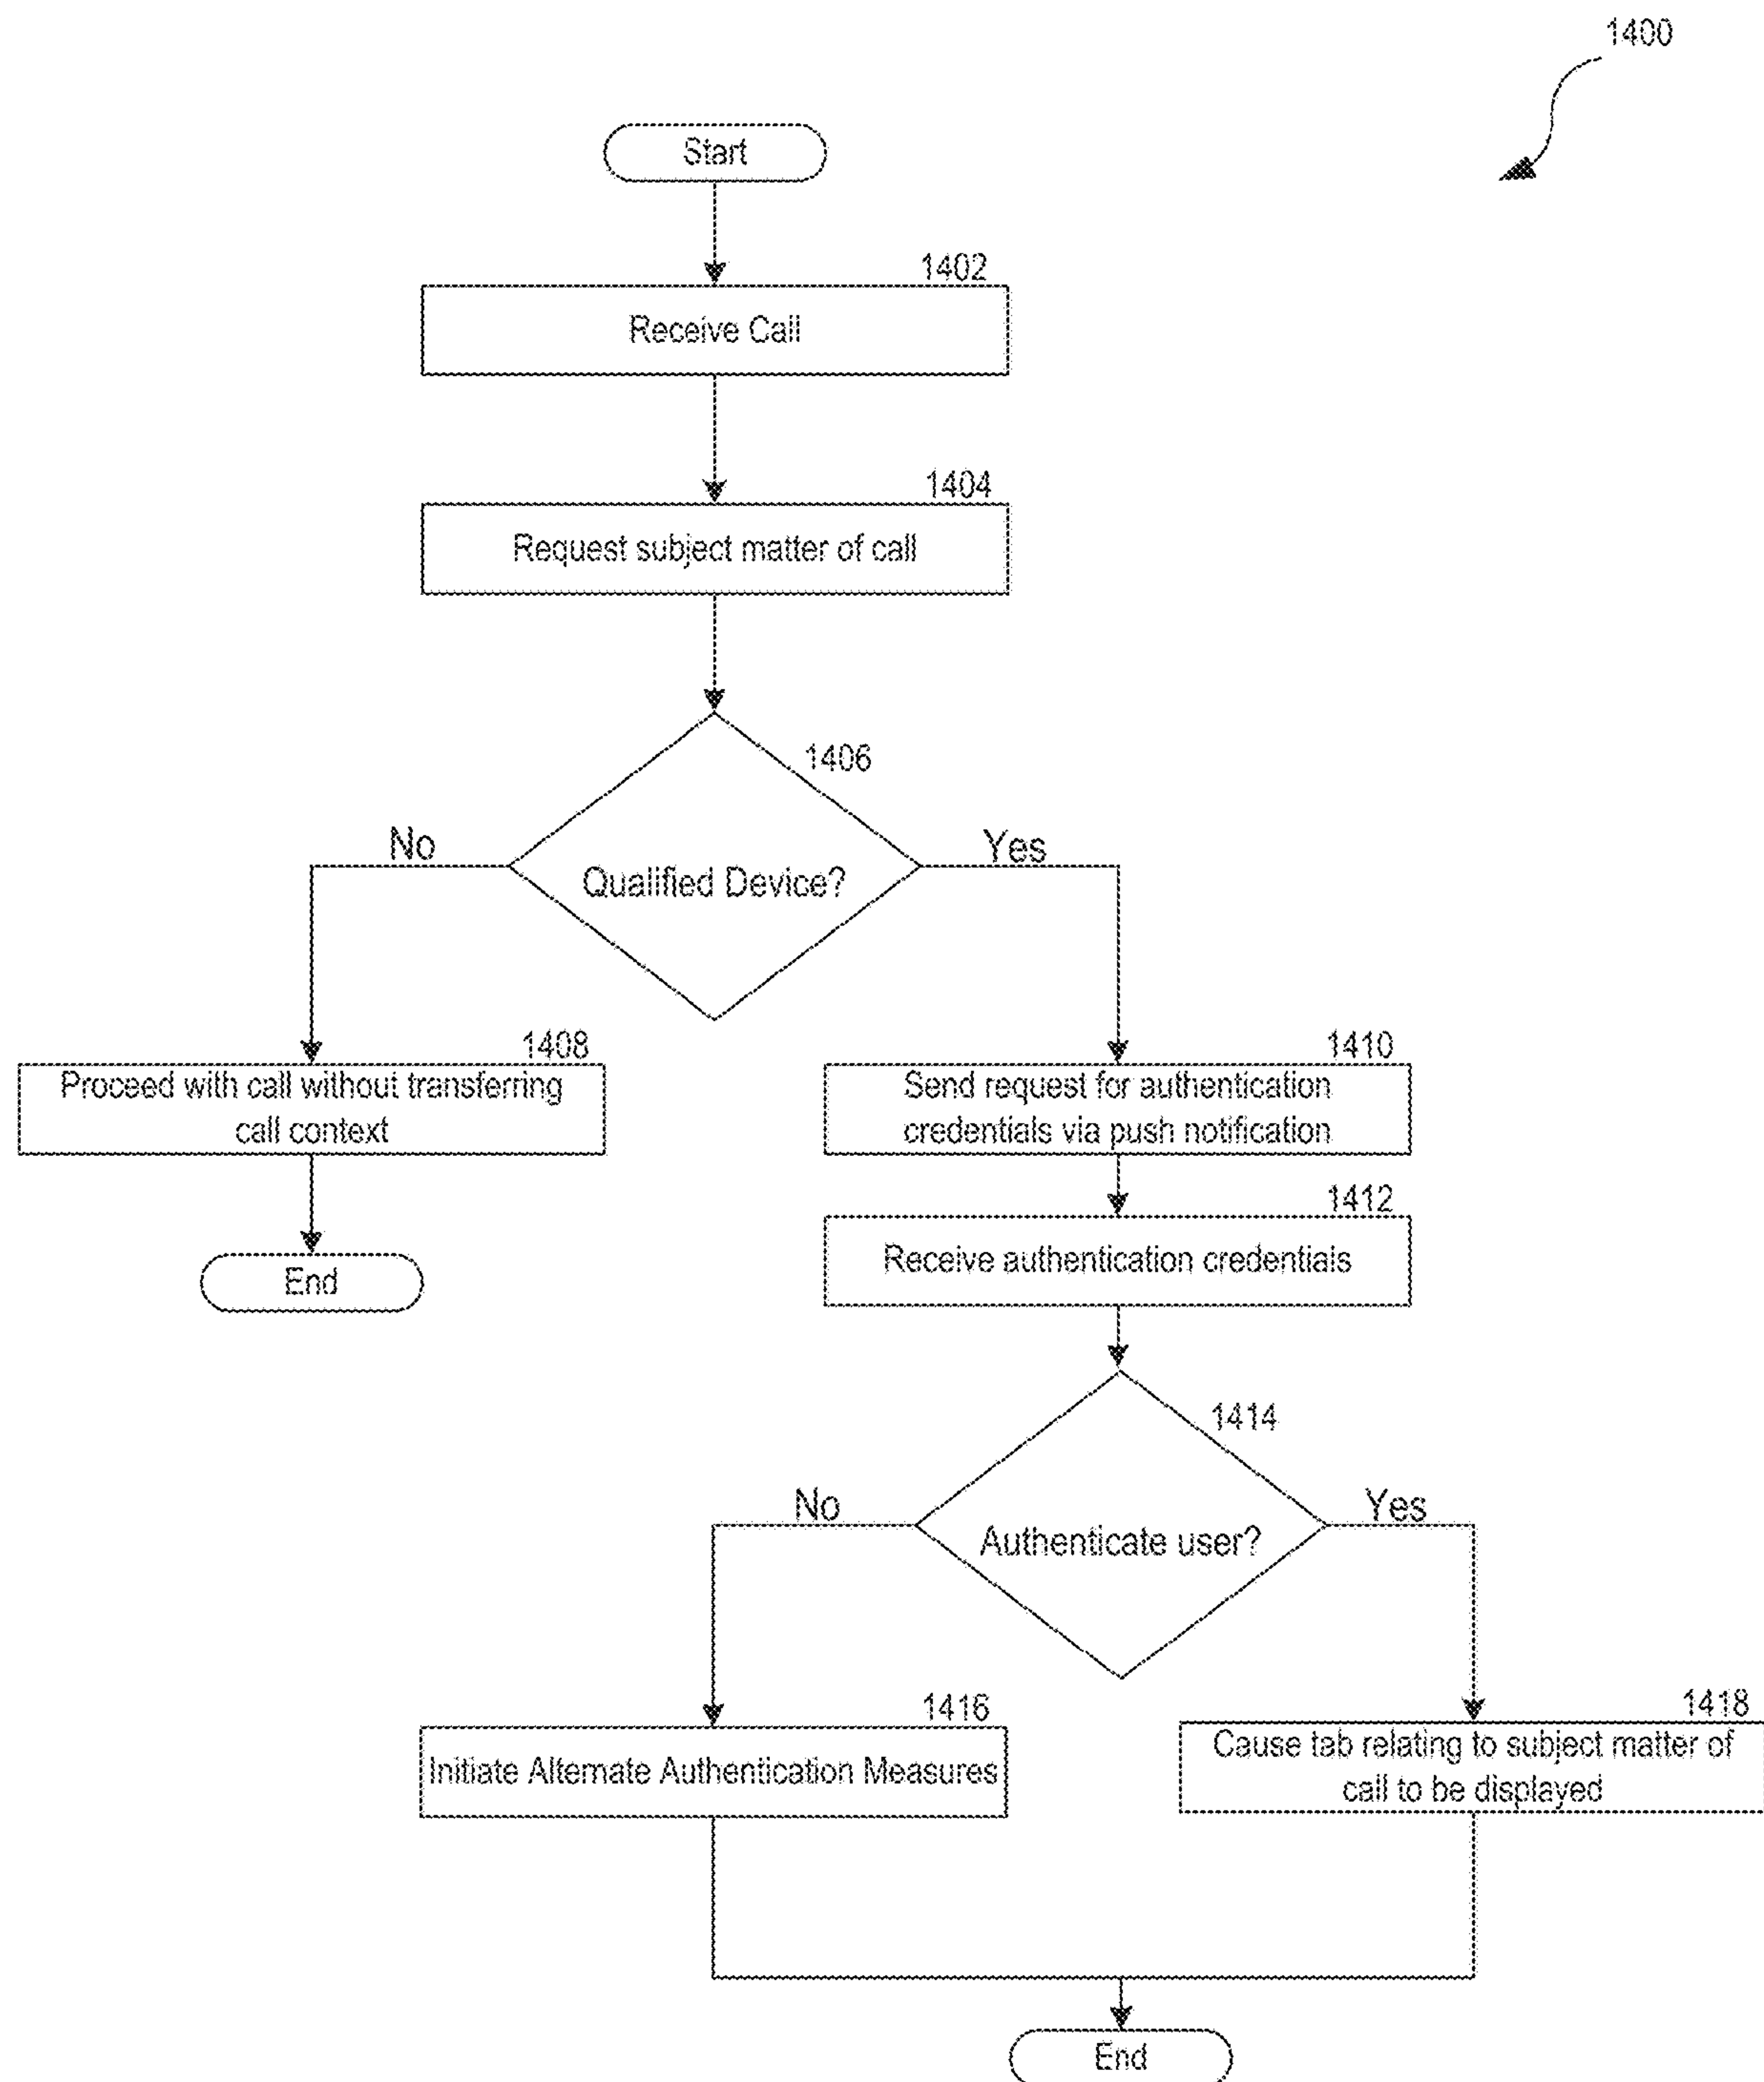 1400
Start
1402
Receive Call
1404
Request subject matter of call
1406
No
Yes
Qualified Device?
1408
Proceed with call without transferring
call context
1410
Send request for authentication
credentials via push notification
1412
Receive authentication credentials
End
1414
No
Yes
Authenticate user?
1416
Initiate Alternate Authentication Measures
1418
Cause tab relating to subject matter of
call to be displayed
End